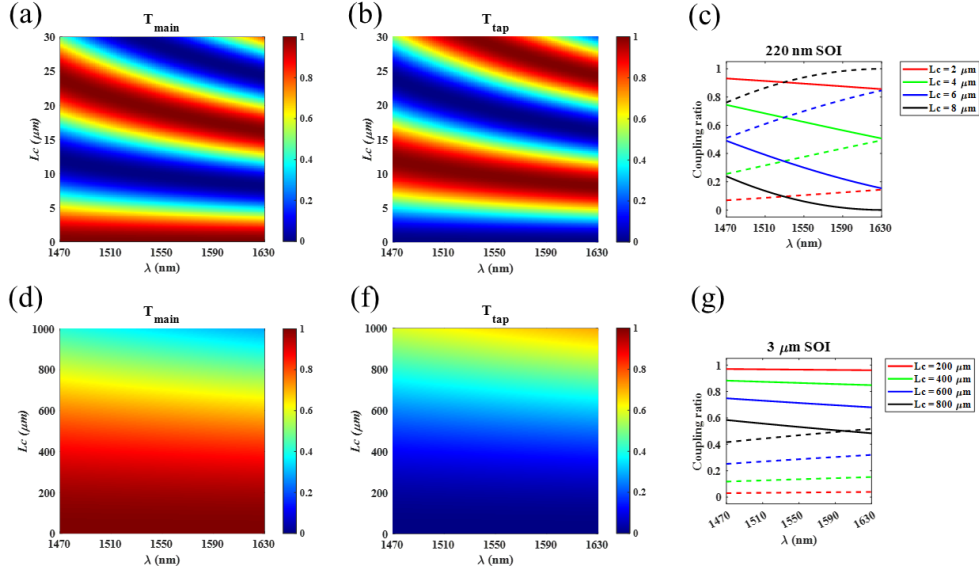 (a)
T_main
30
25
20
15
10
5
0
Lc (μm)
1470 1510 1550 1590 1630
λ (nm)
1
0.8
0.6
0.4
0.2
0
(b)
T_tap
30
25
20
15
10
5
0
Lc (μm)
1470 1510 1550 1590 1630
λ (nm)
1
0.8
0.6
0.4
0.2
0
(c)
220 nm SOI
1
0.8
0.6
0.4
0.2
0
Coupling ratio
1470 1510 1550 1590 1630
λ (nm)
Lc = 2 μm
Lc = 4 μm
Lc = 6 μm
Lc = 8 μm
(d)
T_main
1000
800
600
400
200
0
Lc (μm)
1470 1510 1550 1590 1630
λ (nm)
1
0.8
0.6
0.4
0.2
0
(f)
T_tap
1000
800
600
400
200
0
Lc (μm)
1470 1510 1550 1590 1630
λ (nm)
1
0.8
0.6
0.4
0.2
0
(g)
3 μm SOI
1
0.8
0.6
0.4
0.2
0
Coupling ratio
1470 1510 1550 1590 1630
λ (nm)
Lc = 200 μm
Lc = 400 μm
Lc = 600 μm
Lc = 800 μm